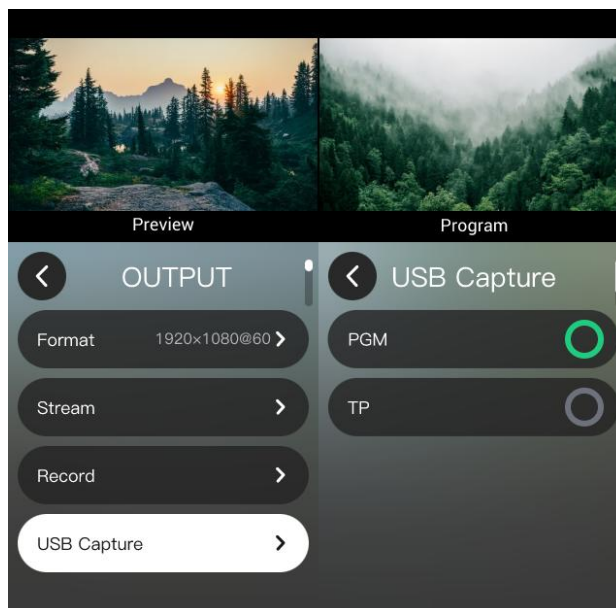 Preview
Program
OUTPUT
Format 1920×1080@60
Stream
Record
USB Capture
USB Capture
PGM
TP